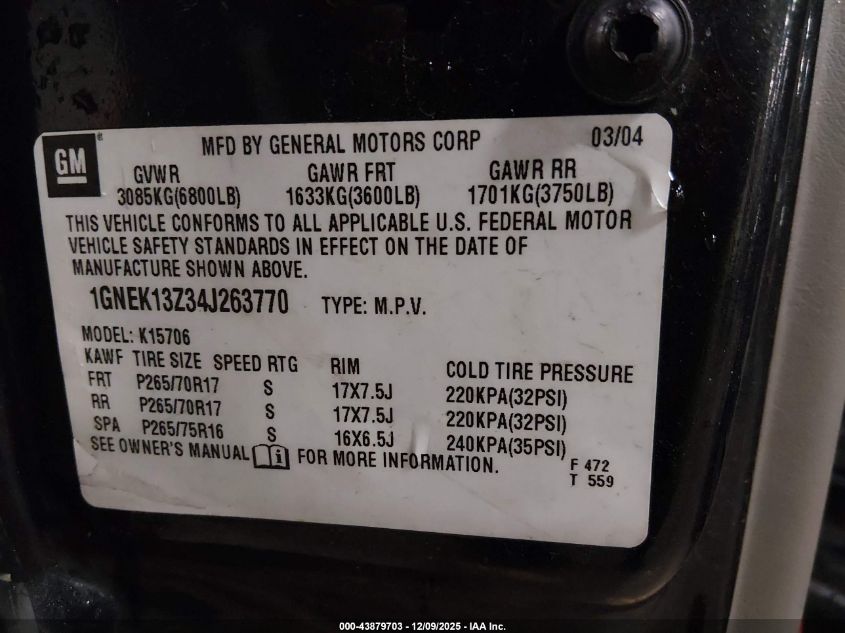 GM
MFD BY GENERAL MOTORS CORP 03/04
GVWR GAWR FRT GAWR RR
3085KG(6800LB) 1633KG(3600LB) 1701KG(3750LB)
THIS VEHICLE CONFORMS TO ALL APPLICABLE U.S. FEDERAL MOTOR
VEHICLE SAFETY STANDARDS IN EFFECT ON THE DATE OF
MANUFACTURE SHOWN ABOVE.
1GNEK13Z34J263770 TYPE: M.P.V.
MODEL: K15706
KAWF TIRE SIZE SPEED RTG RIM COLD TIRE PRESSURE
FRT P265/70R17 S 17X7.5J 220KPA(32PSI)
RR P265/70R17 S 17X7.5J 220KPA(32PSI)
SPA P265/75R16 S 16X6.5J 240KPA(35PSI)
SEE OWNER'S MANUAL i FOR MORE INFORMATION.
F 472
T 559
000-43879703 - 12/09/2025 - IAA Inc.